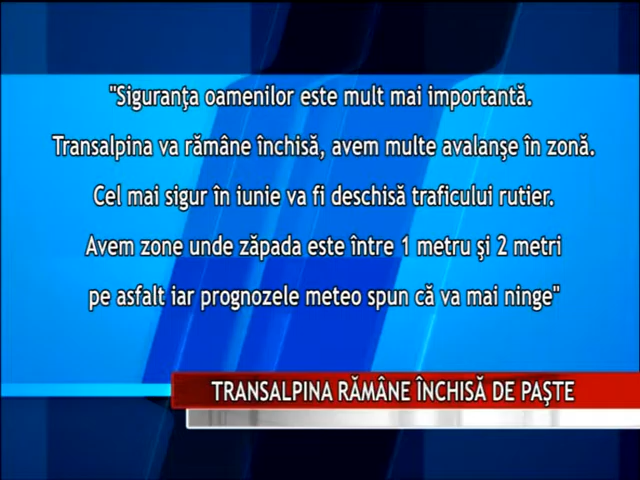 "Siguranţa oamenilor este mult mai importantă.
Transalpina va rămâne închisă, avem multe avalanşe în zonă.
Cel mai sigur în iunie va fi deschisă traficului rutier.
Avem zone unde zăpada este între 1 metru şi 2 metri
pe asfalt iar prognozele meteo spun că va mai ninge"
TRANSALPINA RĂMÂNE ÎNCHISĂ DE PAŞTE